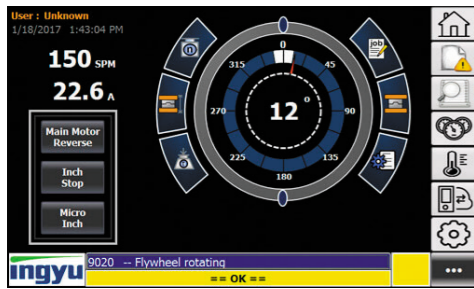 User : Unknown
1/18/2017 1:43:04 PM
150 SPM
22.6 A
Main Motor
Reverse
Inch
Stop
Micro
Inch
0
45
90
135
180
225
270
315
12 °
n
job
ingyu
9020 -- Flywheel rotating
== OK ==